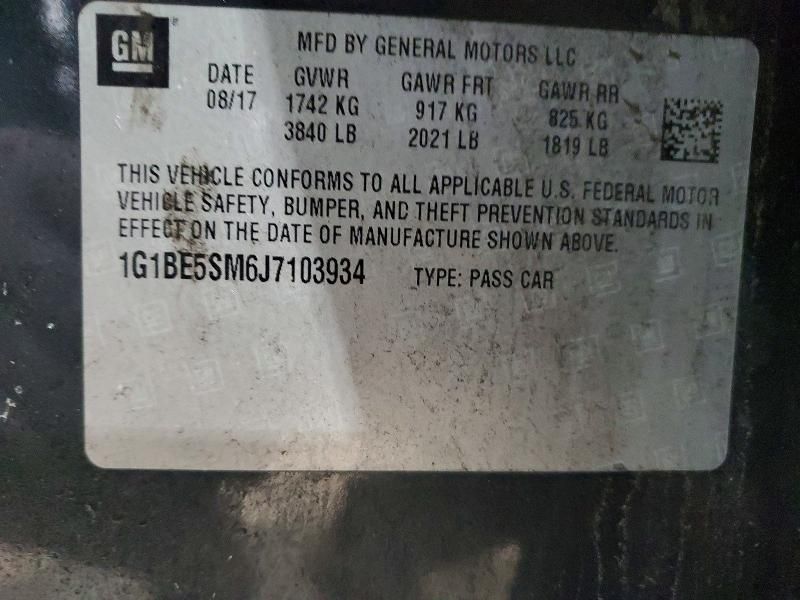 GM
MFD BY GENERAL MOTORS LLC
DATE GVWR GAWR FRT GAWR RR
08/17 1742 KG 917 KG 825 KG
3840 LB 2021 LB 1819 LB
THIS VEHICLE CONFORMS TO ALL APPLICABLE U.S. FEDERAL MOTOR
VEHICLE SAFETY, BUMPER, AND THEFT PREVENTION STANDARDS IN
EFFECT ON THE DATE OF MANUFACTURE SHOWN ABOVE.
1G1BE5SM6J7103934 TYPE: PASS CAR